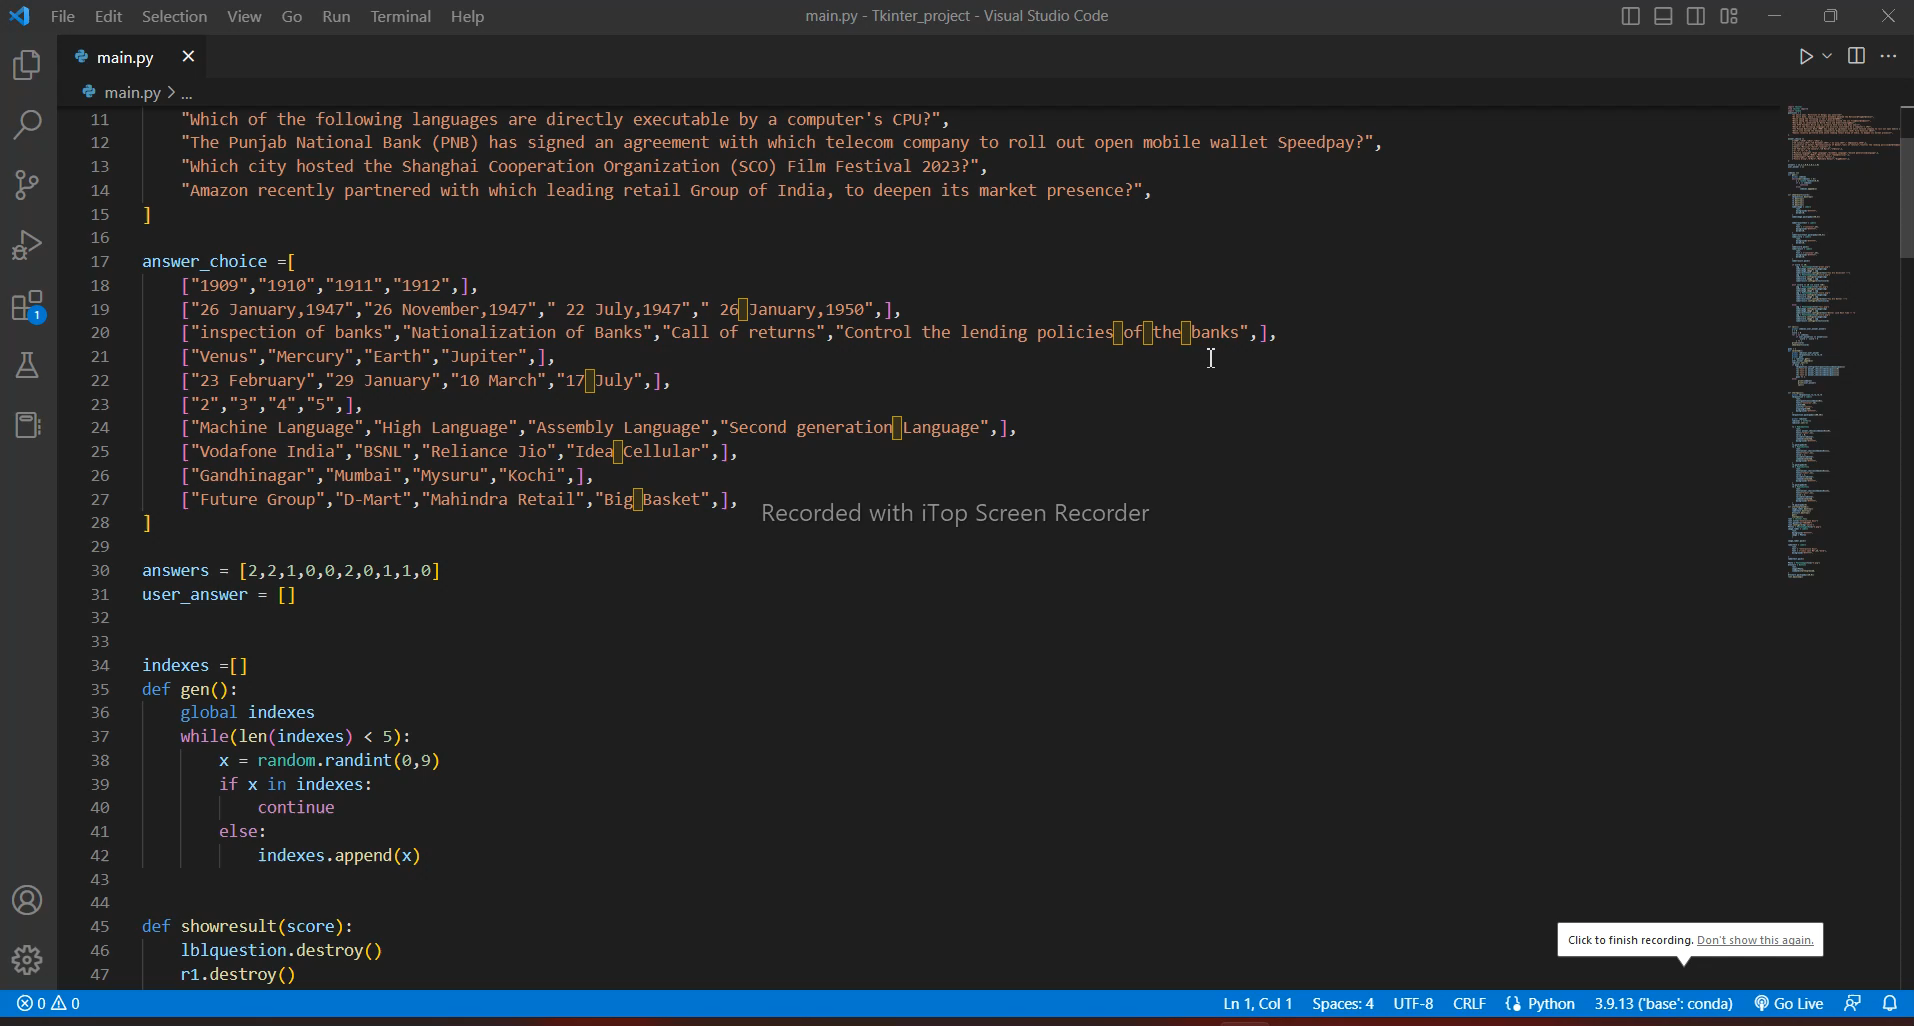 File Edit Selection View Go Run Terminal Help
main.py - Tkinter_project - Visual Studio Code
main.py
main.py > ...
11 "Which of the following languages are directly executable by a computer's CPU?",
12 "The Punjab National Bank (PNB) has signed an agreement with which telecom company to roll out open mobile wallet Speedpay?",
13 "Which city hosted the Shanghai Cooperation Organization (SCO) Film Festival 2023?",
14 "Amazon recently partnered with which leading retail Group of India, to deepen its market presence?",
15 ]
16
17 answer_choice =[
18 ["1909","1910","1911","1912",],
19 ["26 January,1947","26 November,1947"," 22 July,1947"," 26 January,1950",],
20 ["inspection of banks","Nationalization of Banks","Call of returns","Control the lending policies of the banks",],
21 ["Venus","Mercury","Earth","Jupiter",],
22 ["23 February","29 January","10 March","17 July",],
23 ["2","3","4","5",],
24 ["Machine Language","High Language","Assembly Language","Second generation Language",],
25 ["Vodafone India","BSNL","Reliance Jio","Idea Cellular",],
26 ["Gandhinagar","Mumbai","Mysuru","Kochi",],
27 ["Future Group","D-Mart","Mahindra Retail","Big Basket",],
Recorded with iTop Screen Recorder
28 ]
29
30 answers = [2,2,1,0,0,2,0,1,1,0]
31 user_answer = []
32
33
34 indexes =[]
35 def gen():
36 global indexes
37 while(len(indexes) < 5):
38 x = random.randint(0,9)
39 if x in indexes:
40 continue
41 else:
42 indexes.append(x)
43
44
45 def showresult(score):
46 lblquestion.destroy()
47 r1.destroy()
Click to finish recording. Don't show this again.
1
0 0 Ln 1, Col 1 Spaces: 4 UTF-8 CRLF Python 3.9.13 ('base': conda) Go Live